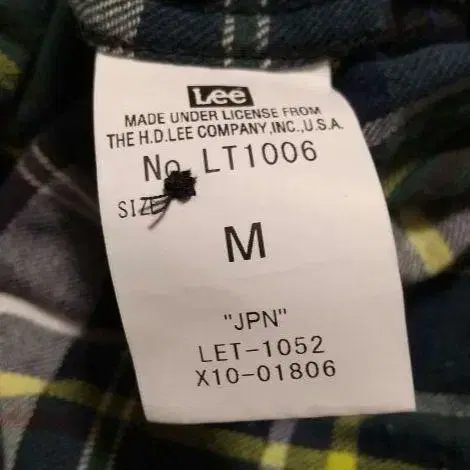 Lee
MADE UNDER LICENSE FROM
THE H.D.LEE COMPANY,INC.,U.S.A.
No. LT1006
SIZE
M
"JPN"
LET-1052
X10-01806